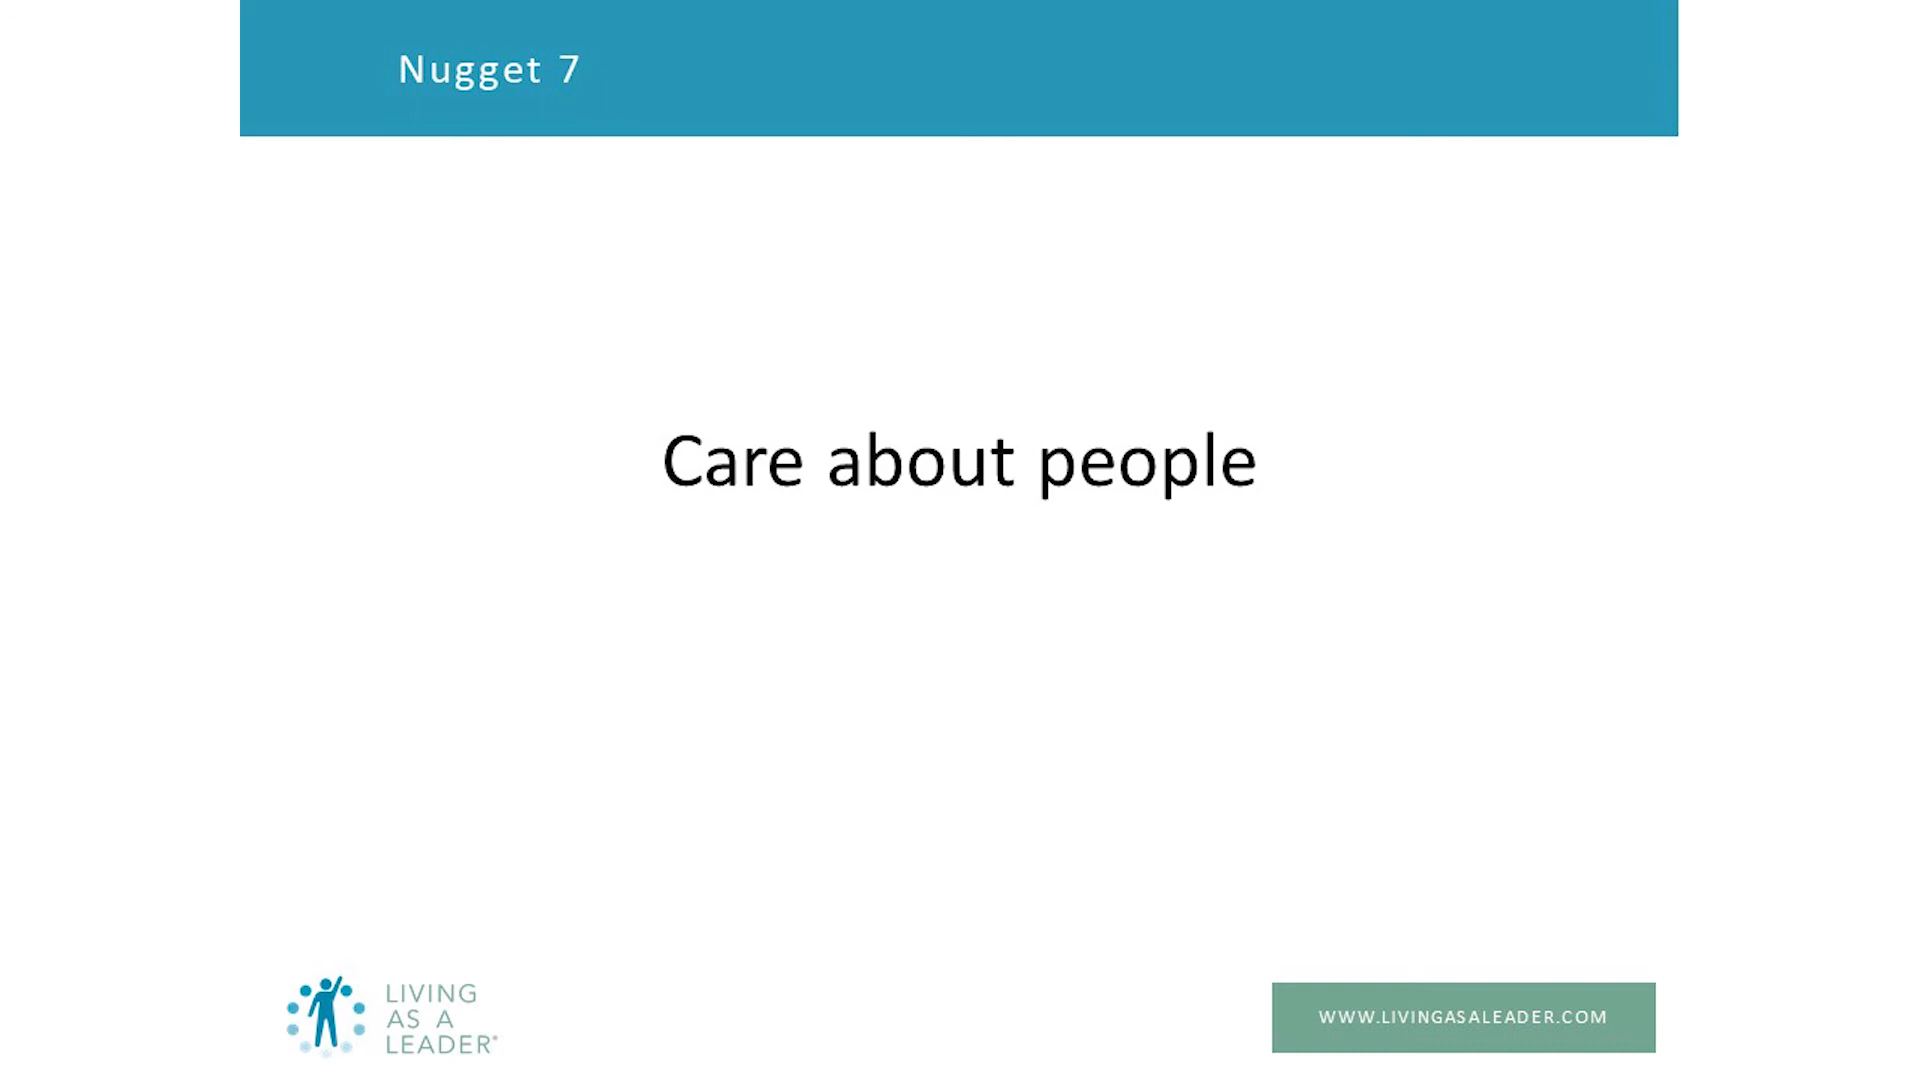 Nugget 7
Care about people
LIVING
AS A
LEADER®
WWW.LIVINGASALEADER.COM